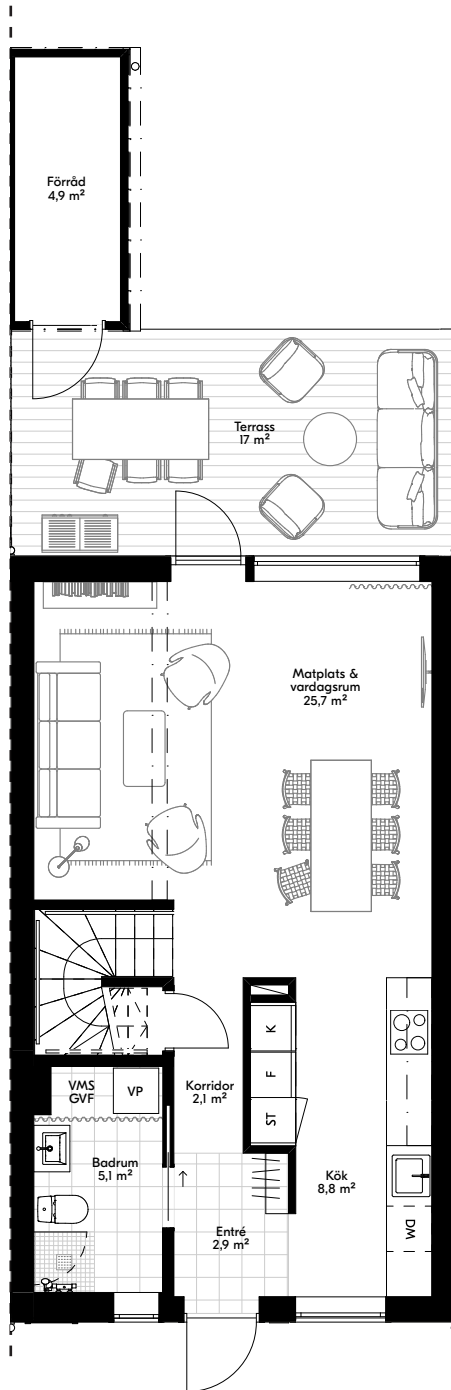 Förråd
4,9 m²
Terrass
17 m²
Matplats &
vardagsrum
25,7 m²
K
F
ST
VMS
GVF
VP
Korridor
2,1 m²
Badrum
5,1 m²
Kök
8,8 m²
Entré
2,9 m²
DM